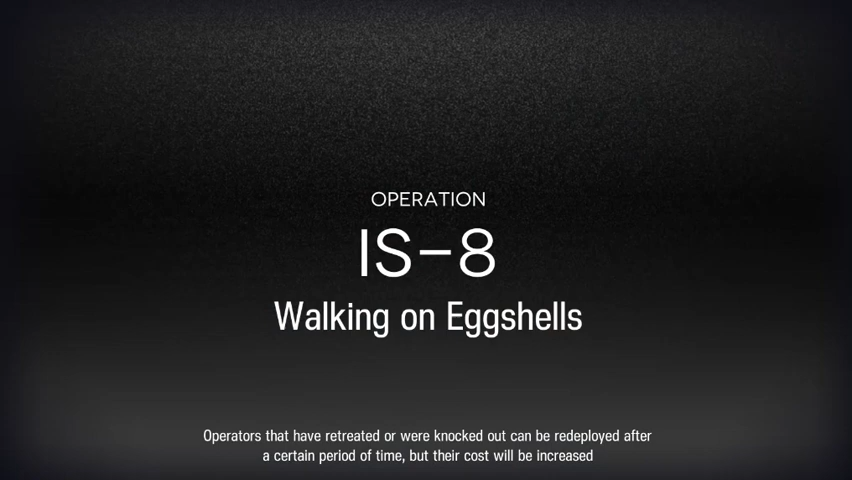 OPERATION
IS-8
Walking on Eggshells
Operators that have retreated or were knocked out can be redeployed after
a certain period of time, but their cost will be increased